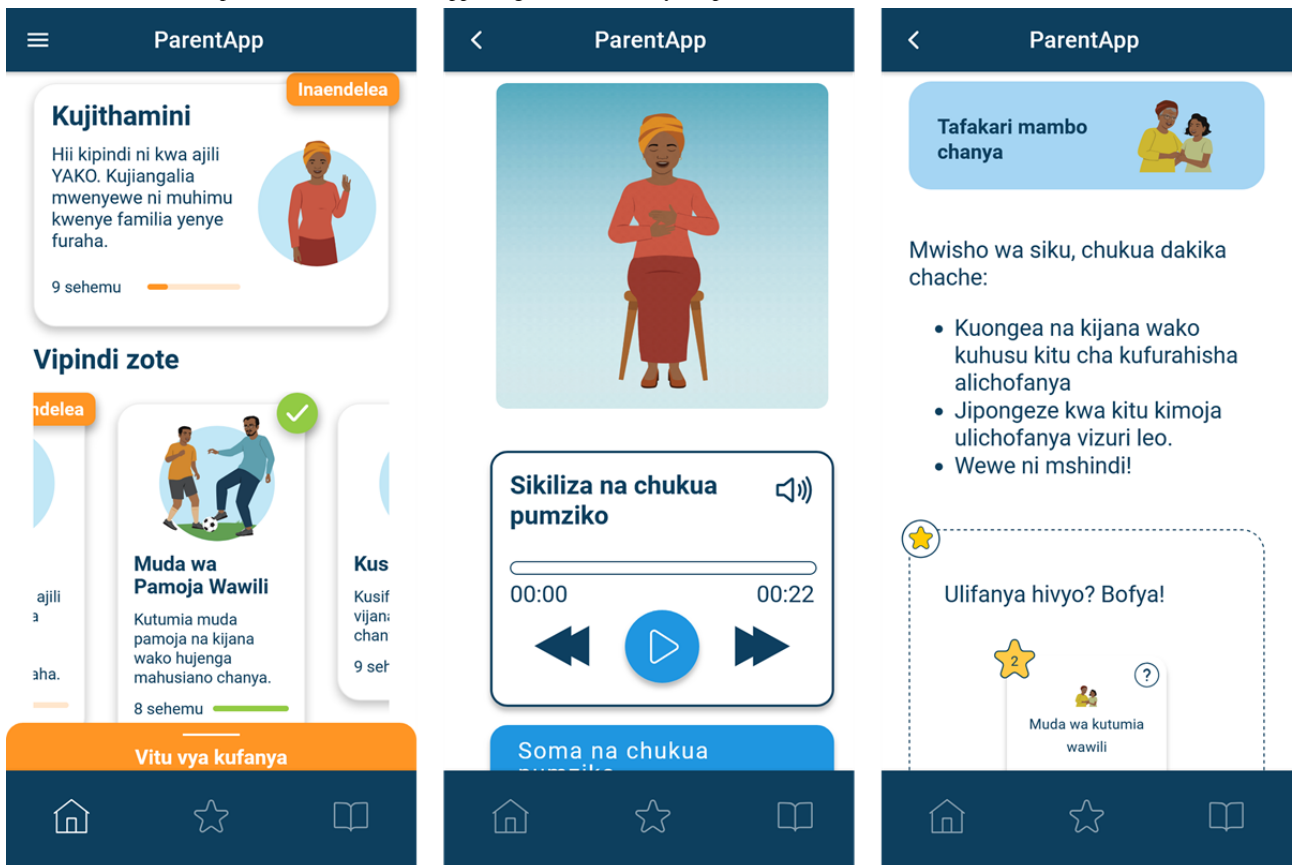 ParentApp
Inaendelea
Kujithamini
Hii kipindi ni kwa ajili
YAKO. Kujiangalia
mwenyewe ni muhimu
kwenye familia yenye
furaha.
9 sehemu
Vipindi zote
ndelea
ajili
a
aha.
Muda wa
Pamoja Wawili
Kutumia muda
pamoja na kijana
wako hujenga
mahusiano chanya.
8 sehemu
Kus
Kusif
vijana
chan
9 seh
Vitu vya kufanya
ParentApp
Sikiliza na chukua
pumziko
00:00
00:22
Soma na chukua
pumziko
ParentApp
Tafakari mambo
chanya
Mwisho wa siku, chukua dakika
chache:
• Kuongea na kijana wako
kuhusu kitu cha kufurahisha
alichofanya
• Jipongeze kwa kitu kimoja
ulichofanya vizuri leo.
• Wewe ni mshindi!
Ulifanya hivyo? Bofya!
2
?
Muda wa kutumia
wawili